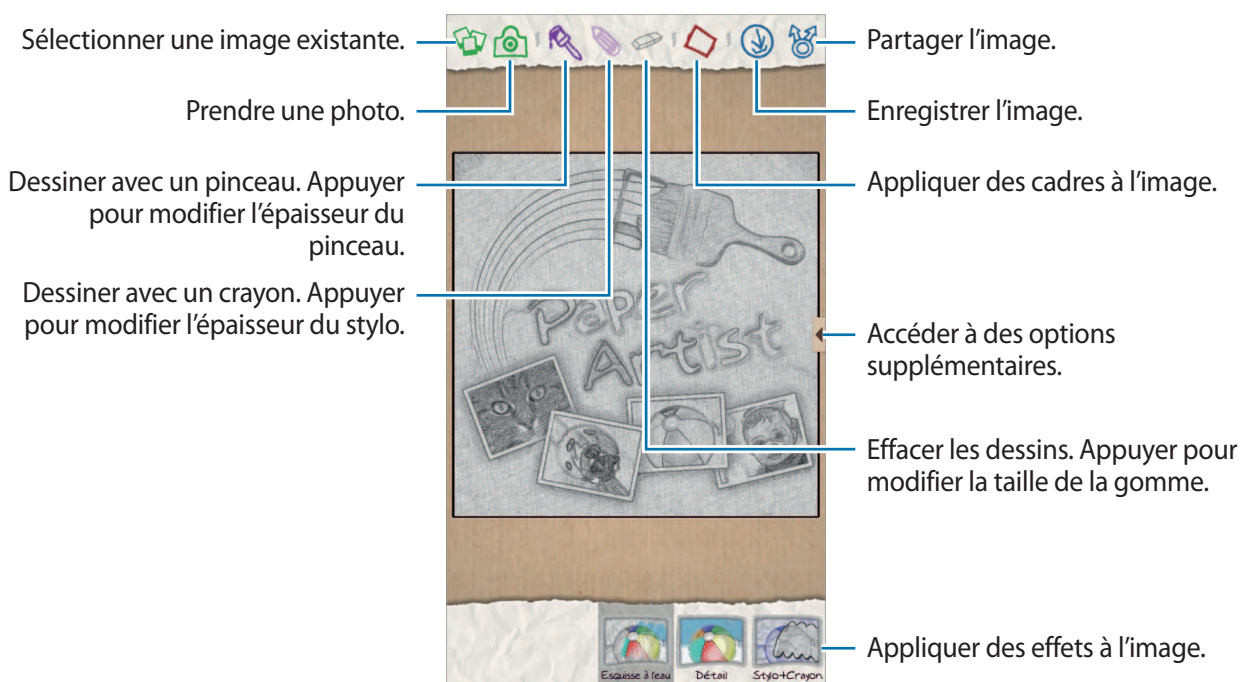 Sélectionner une image existante.
Prendre une photo.
Dessiner avec un pinceau. Appuyer
pour modifier l’épaisseur du
pinceau.
Dessiner avec un crayon. Appuyer
pour modifier l’épaisseur du stylo.
Paper
Artist
Esquisse à l'eau
Détail
Stylo+Crayon
Partager l’image.
Enregistrer l’image.
Appliquer des cadres à l’image.
Accéder à des options
supplémentaires.
Effacer les dessins. Appuyer pour
modifier la taille de la gomme.
Appliquer des effets à l’image.